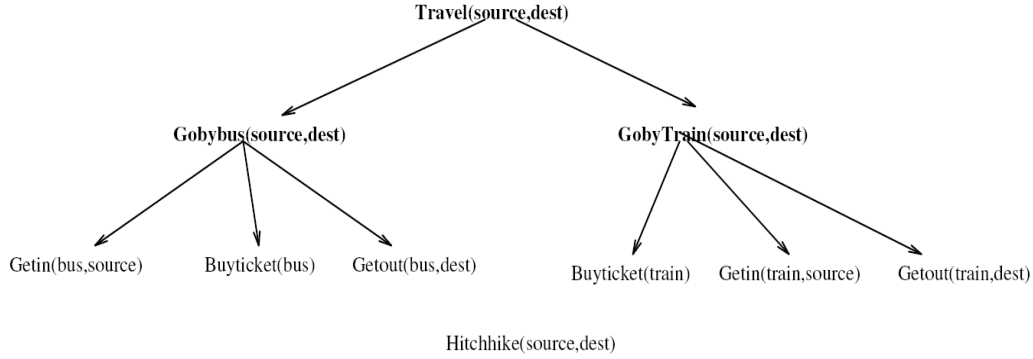 Travel(source,dest)
Gobybus(source,dest)
GobyTrain(source,dest)
Getin(bus,source)
Buyticket(bus)
Getout(bus,dest)
Buyticket(train)
Getin(train,source)
Getout(train,dest)
Hitchhike(source,dest)